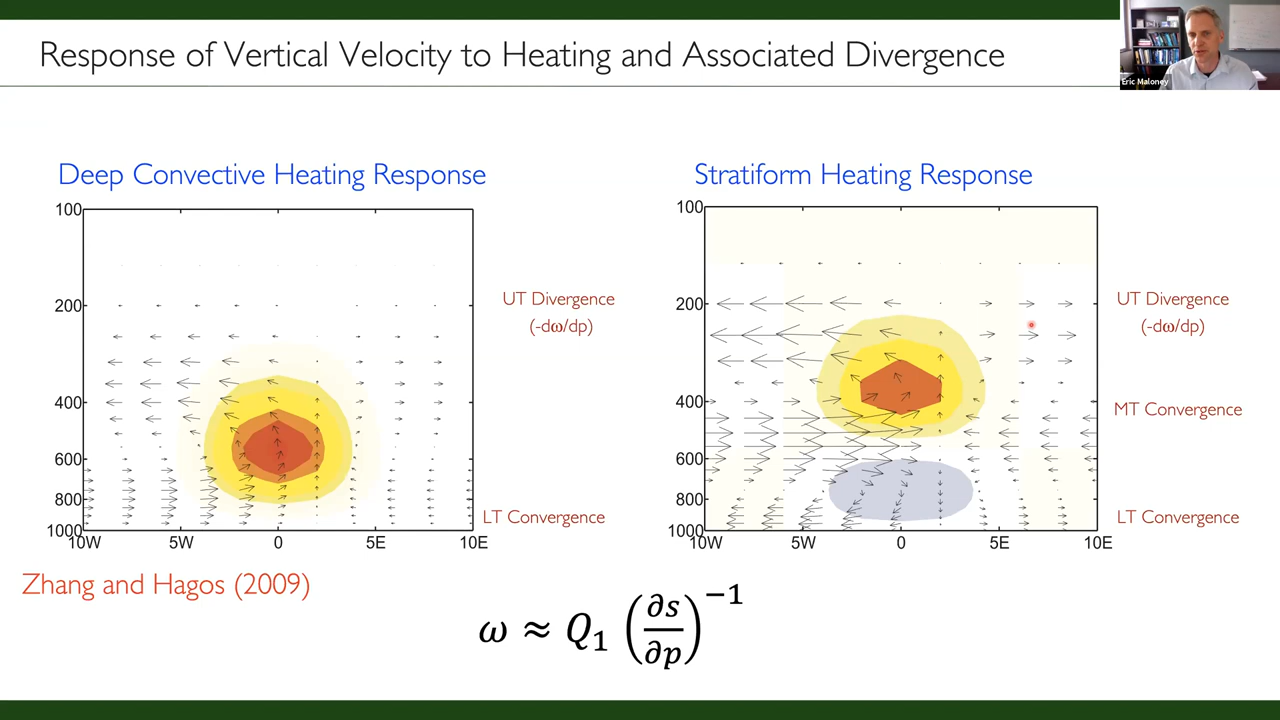 Response of Vertical Velocity to Heating and Associated Divergence
Eric Maloney
Deep Convective Heating Response
100
200
400
600
800
1000
10W 5W 0 5E 10E
UT Divergence
(-dω/dp)
LT Convergence
Stratiform Heating Response
100
200
400
600
800
1000
10W 5W 0 5E 10E
UT Divergence
(-dω/dp)
MT Convergence
LT Convergence
Zhang and Hagos (2009)
ω ≈ Q₁ (∂s/∂p)⁻¹